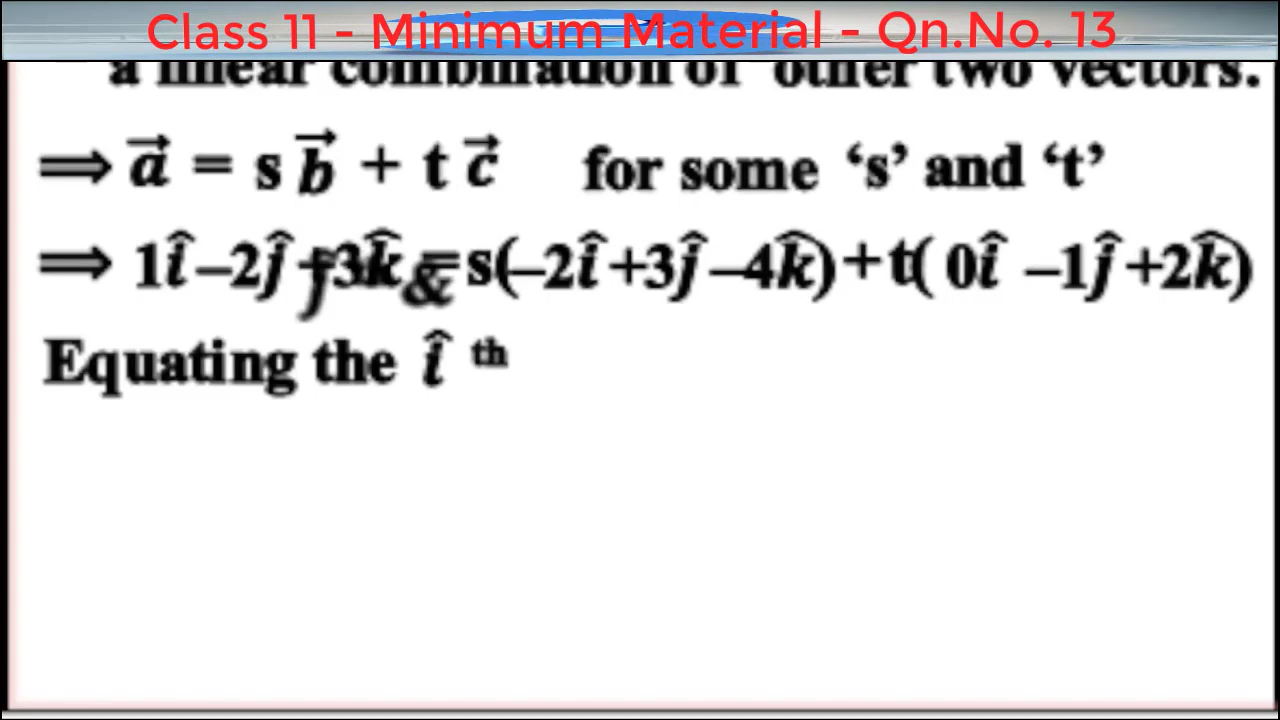 Class 11 - Minimum Material - Qn.No. 13
a linear combination of other two vectors.
⟹ a⃗ = s b⃗ + t c⃗ for some ‘s’ and ‘t’
⟹ 1î –2ĵ +3k̂ = s(–2î +3ĵ –4k̂) + t( 0î –1ĵ +2k̂)
Equating the î ᵗʰ